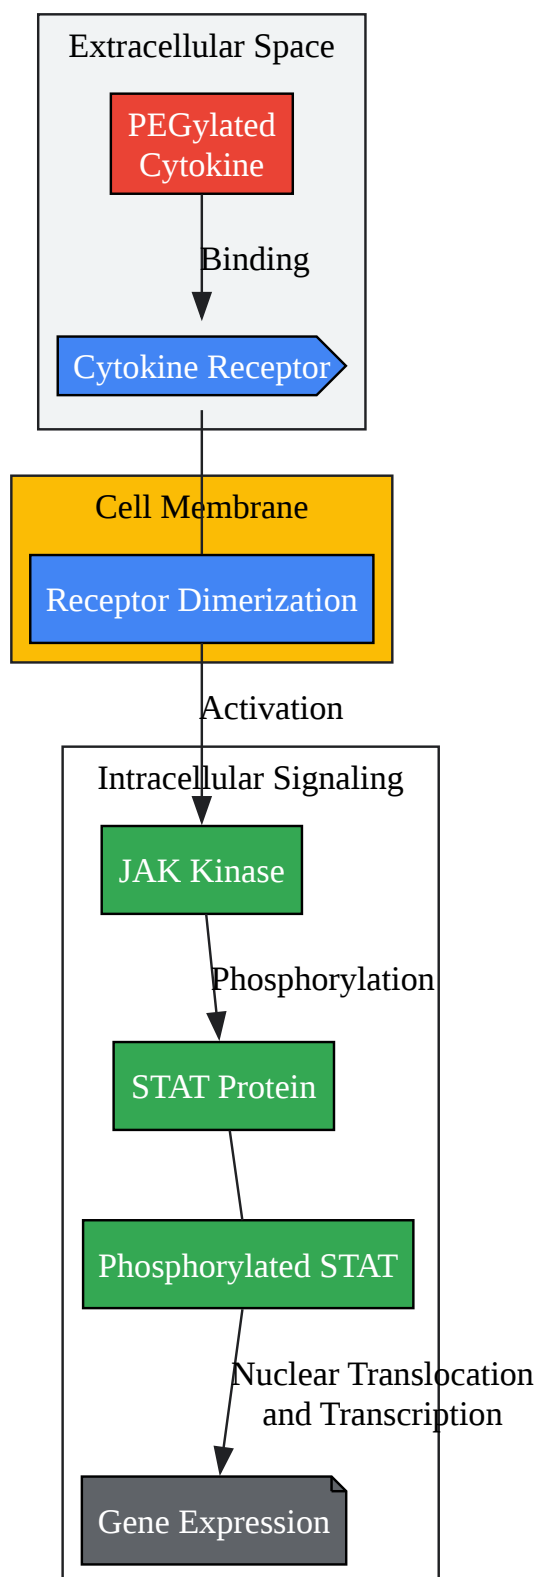 Extracellular Space
PEGylated
Cytokine
Binding
Cytokine Receptor
Cell Membrane
Receptor Dimerization
Activation
Intracellular Signaling
JAK Kinase
Phosphorylation
STAT Protein
Phosphorylated STAT
Nuclear Translocation
and Transcription
Gene Expression